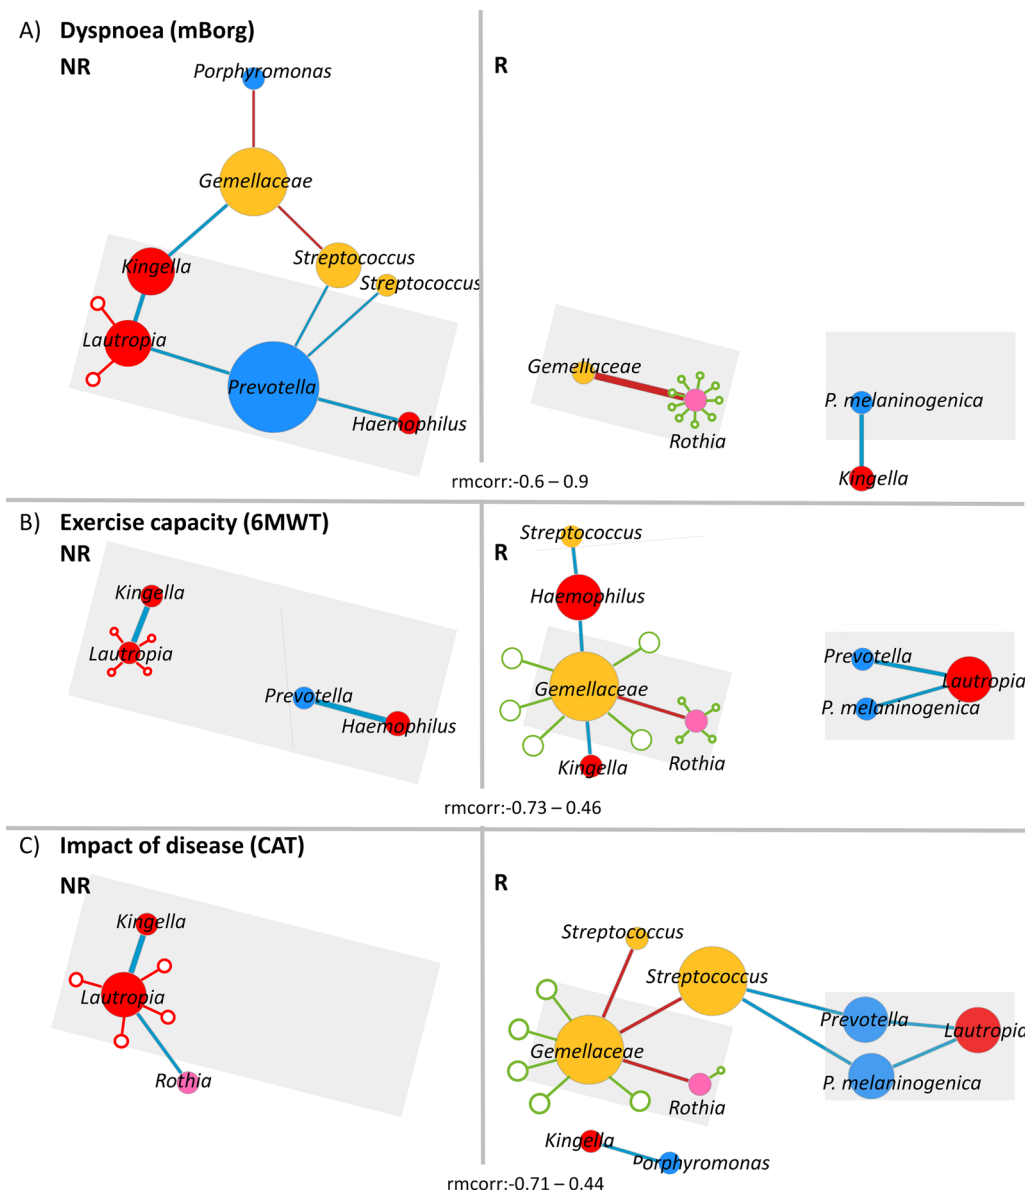 A) Dyspnoea (mBorg)
NR
Porphyromonas
Gemellaceae
Streptococcus
Streptococcus
Kingella
Lautropia
Prevotella
Haemophilus
R
Gemellaceae
Rothia
P. melaninogenica
Kingella
rmcorr:-0.6 – 0.9
B) Exercise capacity (6MWT)
NR
Kingella
Lautropia
Prevotella
Haemophilus
R
Streptococcus
Haemophilus
Gemellaceae
Rothia
Kingella
Prevotella
Lautropia
P. melaninogenica
rmcorr:-0.73 – 0.46
C) Impact of disease (CAT)
NR
Kingella
Lautropia
Rothia
R
Streptococcus
Streptococcus
Gemellaceae
Rothia
Prevotella
Lautropia
P. melaninogenica
Kingella
Porphyromonas
rmcorr:-0.71 – 0.44